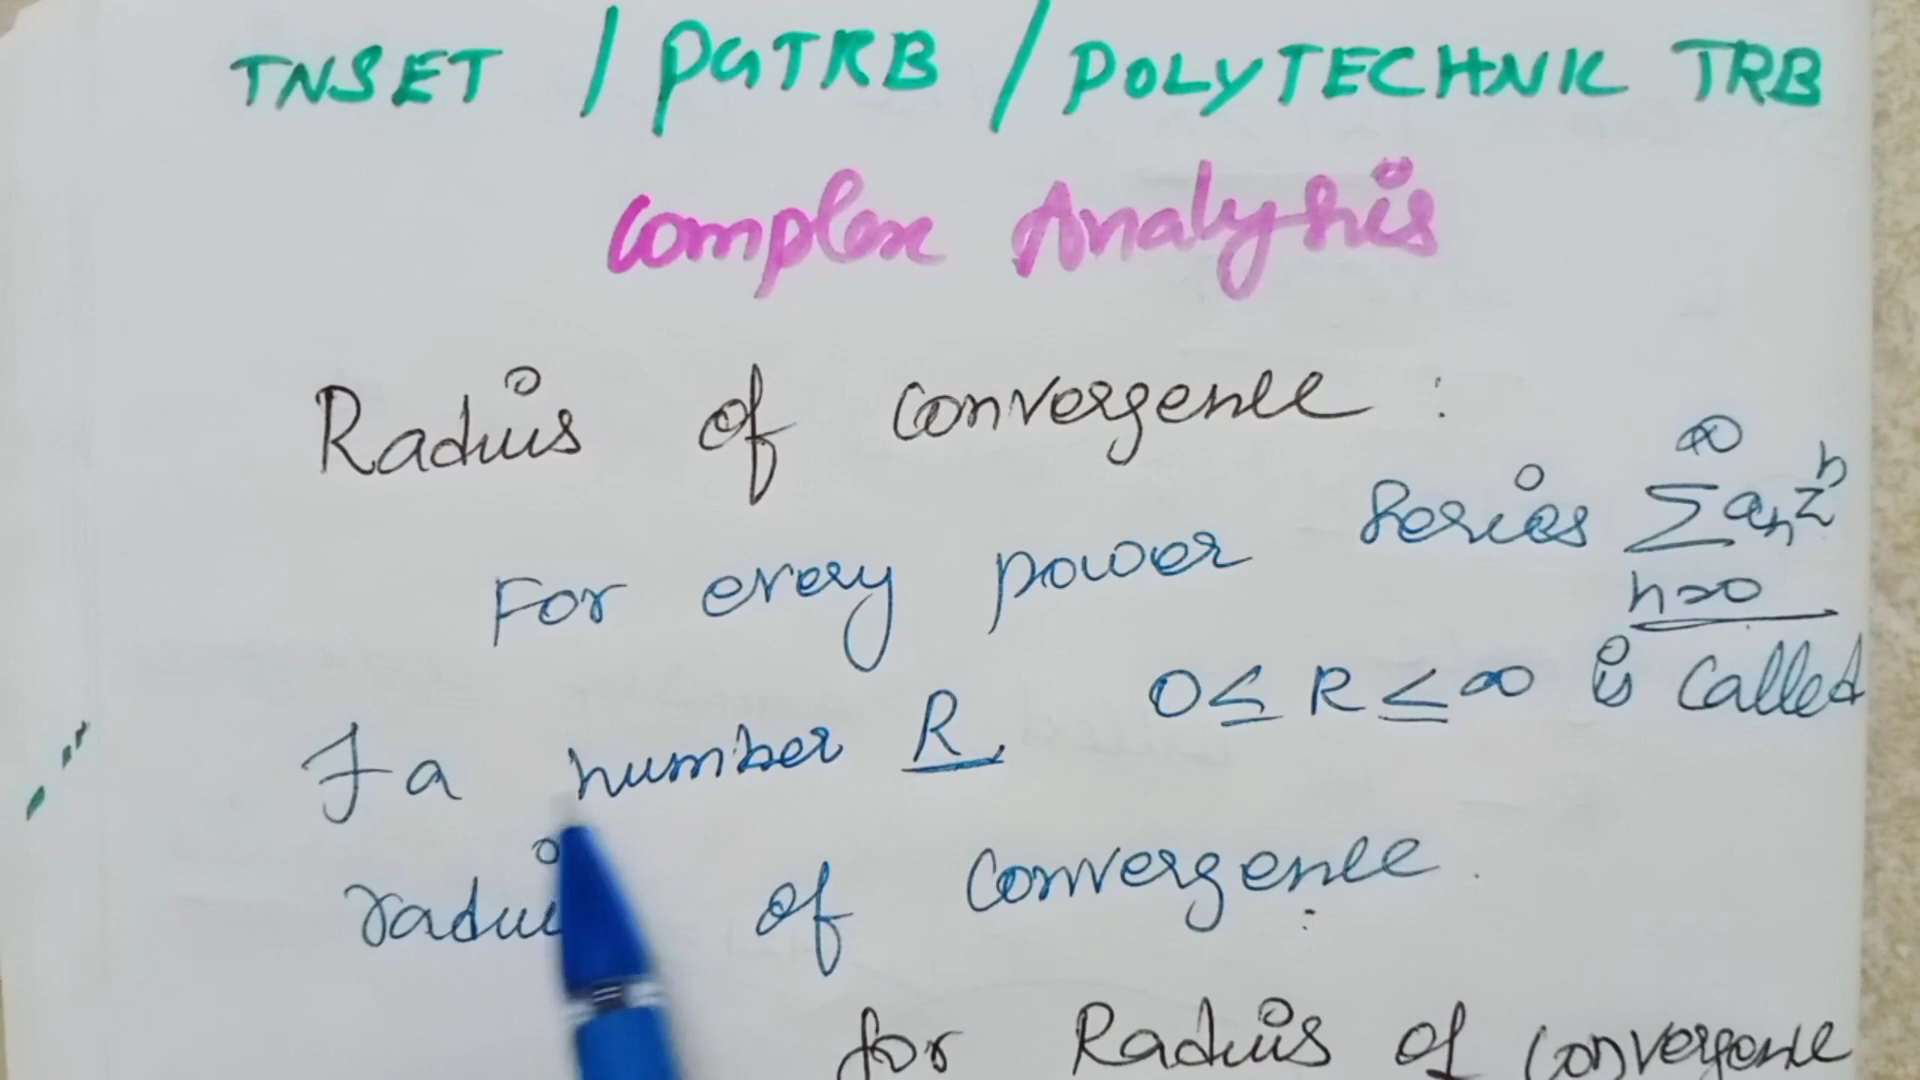 TNSET / PGTRB / POLYTECHNIC TRB
Complex Analysis
Radius of convergence :
For every power series ∑_{n=0}^{∞} aₙzⁿ
∃ a number R, 0 ≤ R ≤ ∞ is called
radius of convergence.
for Radius of convergence